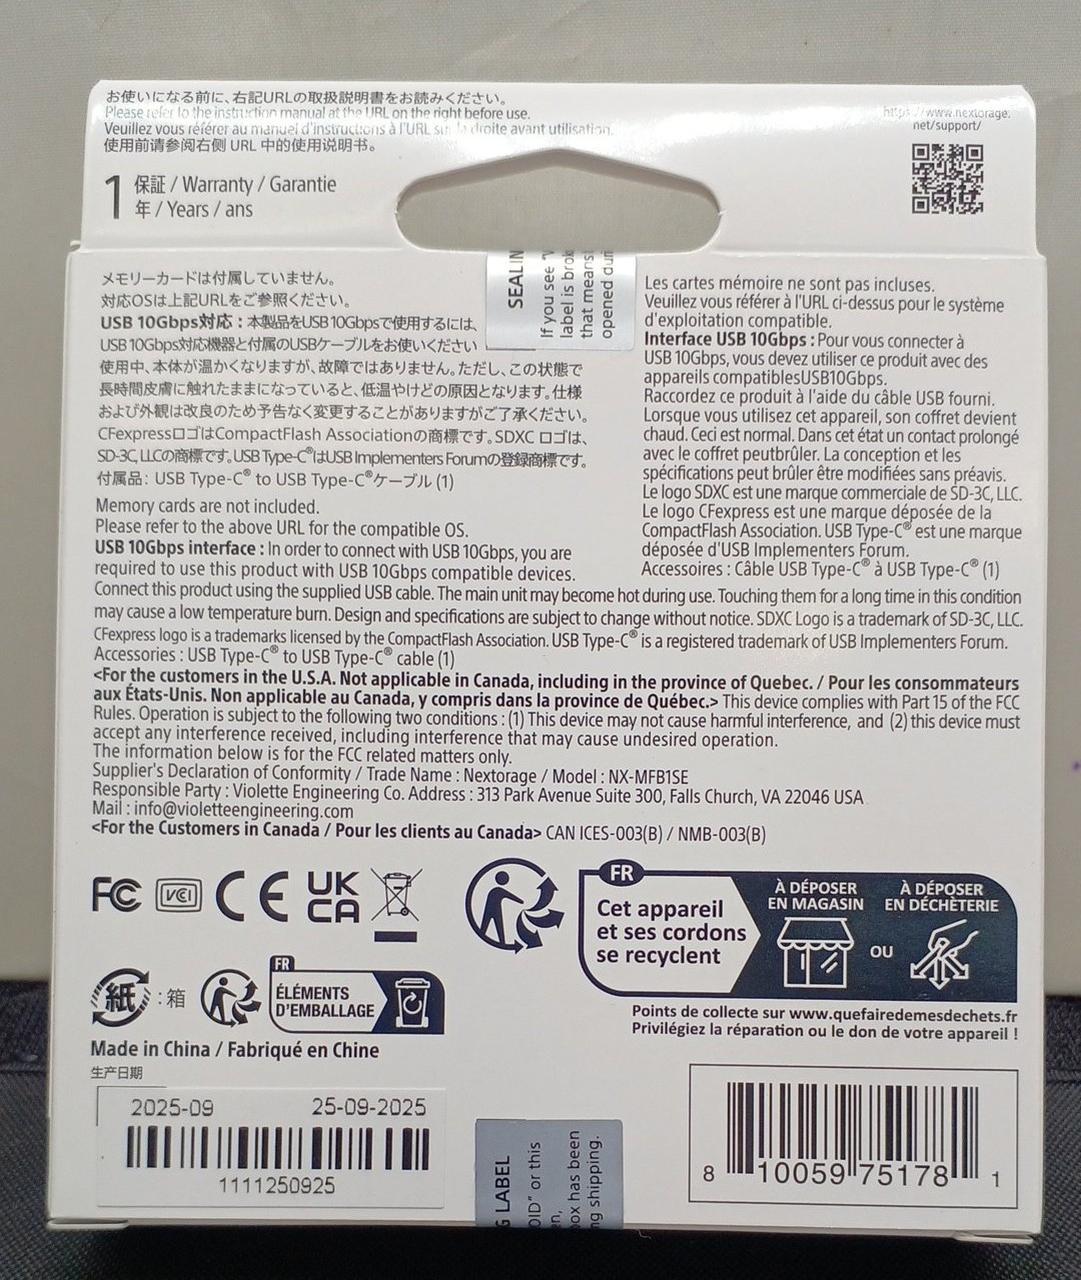 お使いになる前に、右記URLの取扱説明書をお読みください。
Please refer to the instruction manual at the URL on the right before use.
Veuillez vous référer au manuel d'instructions à l'URL sur la droite avant utilisation.
使用前请参阅右侧 URL 中的使用说明书。
https://www.nextorage.
net/support/
1 保証 / Warranty / Garantie
年 / Years / ans
メモリーカードは付属していません。
対応OSは上記URLをご参照ください。
USB 10Gbps対応：本製品をUSB 10Gbpsで使用するには、
USB 10Gbps対応機器と付属のUSBケーブルをお使いください
使用中、本体が温かくなりますが、故障ではありません。ただし、この状態で
長時間皮膚に触れたままになっていると、低温やけどの原因となります。仕様
および外観は改良のため予告なく変更することがありますがご了承ください。
CFexpressロゴはCompactFlash Associationの商標です。SDXC ロゴは、
SD-3C, LLCの商標です。USB Type-C®はUSB Implementers Forumの登録商標です。
付属品：USB Type-C® to USB Type-C®ケーブル (1)
SEALIN
If you see "V
label is brok
that means
opened duri
Les cartes mémoire ne sont pas incluses.
Veuillez vous référer à l'URL ci-dessus pour le système
d'exploitation compatible.
Interface USB 10Gbps : Pour vous connecter à
USB 10Gbps, vous devez utiliser ce produit avec des
appareils compatiblesUSB10Gbps.
Raccordez ce produit à l'aide du câble USB fourni.
Lorsque vous utilisez cet appareil, son coffret devient
chaud. Ceci est normal. Dans cet état un contact prolongé
avec le coffret peutbrûler. La conception et les
spécifications peut brûler être modifiées sans préavis.
Le logo SDXC est une marque commerciale de SD-3C, LLC.
Le logo CFexpress est une marque déposée de la
CompactFlash Association. USB Type-C® est une marque
déposée d'USB Implementers Forum.
Accessoires : Câble USB Type-C® à USB Type-C® (1)
Memory cards are not included.
Please refer to the above URL for the compatible OS.
USB 10Gbps interface : In order to connect with USB 10Gbps, you are
required to use this product with USB 10Gbps compatible devices.
Connect this product using the supplied USB cable. The main unit may become hot during use. Touching them for a long time in this condition
may cause a low temperature burn. Design and specifications are subject to change without notice. SDXC Logo is a trademark of SD-3C, LLC.
CFexpress logo is a trademarks licensed by the CompactFlash Association. USB Type-C® is a registered trademark of USB Implementers Forum.
Accessories : USB Type-C® to USB Type-C® cable (1)
<For the customers in the U.S.A. Not applicable in Canada, including in the province of Quebec. / Pour les consommateurs
aux États-Unis. Non applicable au Canada, y compris dans la province de Québec.> This device complies with Part 15 of the FCC
Rules. Operation is subject to the following two conditions : (1) This device may not cause harmful interference, and (2) this device must
accept any interference received, including interference that may cause undesired operation.
The information below is for the FCC related matters only.
Supplier's Declaration of Conformity / Trade Name : Nextorage / Model : NX-MFB1SE
Responsible Party : Violette Engineering Co. Address : 313 Park Avenue Suite 300, Falls Church, VA 22046 USA
Mail : info@violetteengineering.com
<For the Customers in Canada / Pour les clients au Canada> CAN ICES-003(B) / NMB-003(B)
FC VCI CE UK
CA
FR
Cet appareil
et ses cordons
se recyclent
À DÉPOSER
EN MAGASIN
OU
À DÉPOSER
EN DÉCHÈTERIE
Points de collecte sur www.quefairedemesdechets.fr
Privilégiez la réparation ou le don de votre appareil !
紙：箱
FR
ÉLÉMENTS
D'EMBALLAGE
Made in China / Fabriqué en Chine
生产日期
2025-09 25-09-2025
1111250925
G LABEL
OID" or this
en,
box has been
ng shipping.
8 10059 75178 1